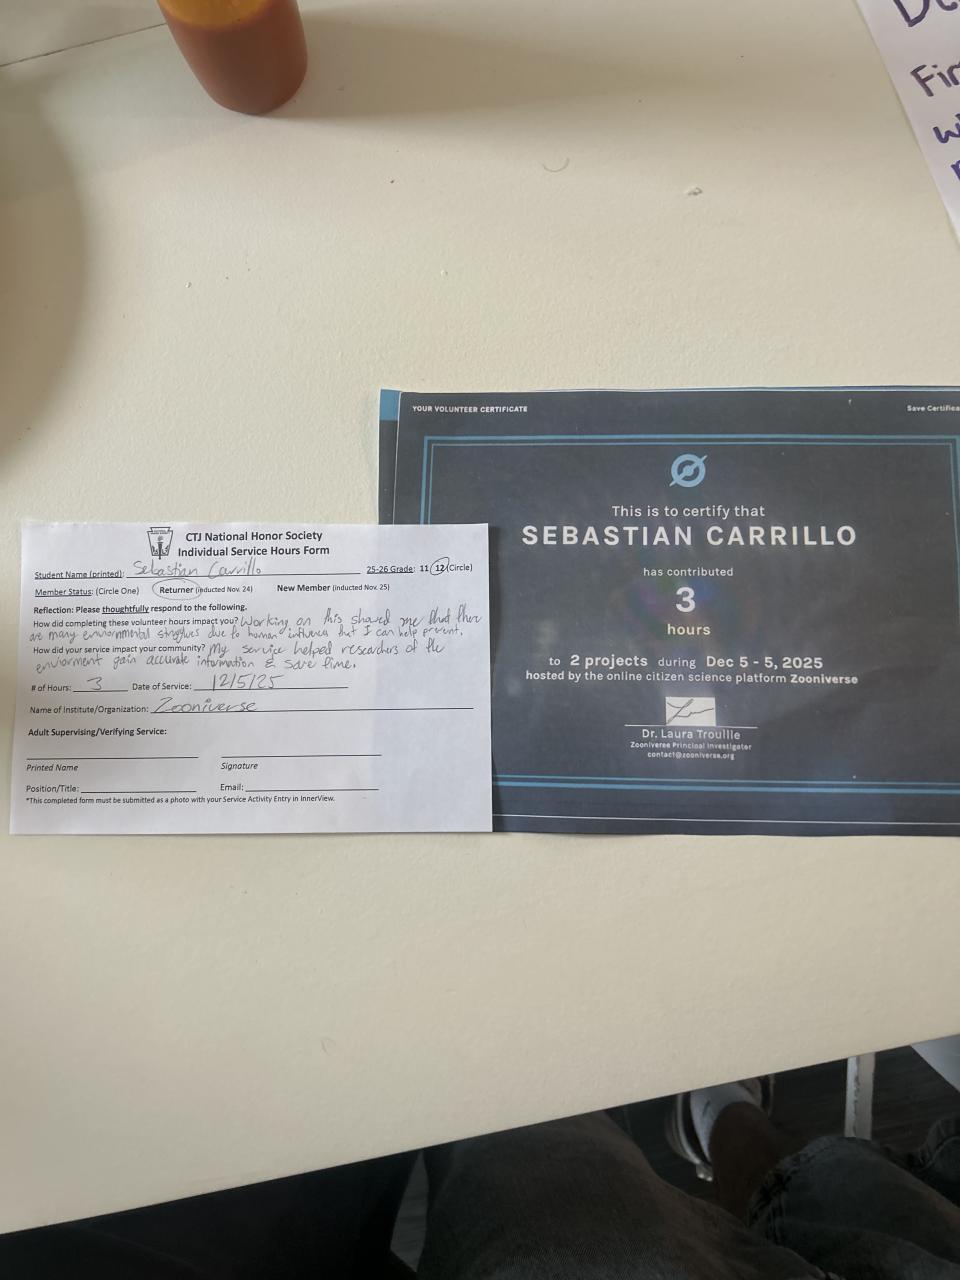 Fir
YOUR VOLUNTEER CERTIFICATE
This is to certify that
SEBASTIAN CARRILLO
has contributed
3
hours
to 2 projects during Dec 5 - 5, 2025
hosted by the online citizen science platform Zooniverse
Dr. Laura Trouille
Zooniverse Principal Investigator
contact@zooniverse.org
Save Certifica
CTJ National Honor Society
Individual Service Hours Form
Student Name (printed): Sebastian Carrillo 25-26 Grade: 11 12 (Circle)
Member Status: (Circle One) Returner (inducted Nov. 24) New Member (inducted Nov. 25)
Reflection: Please thoughtfully respond to the following.
How did completing these volunteer hours impact you? Working on this showed me that ther
are many enviornmental struggles due to human influence but I can help prevent.
How did your service impact your community? My service helped researchers of the
enviorment gain accurate information & save time.
# of Hours: 3 Date of Service: 12/5/25
Name of Institute/Organization: Zooniverse
Adult Supervising/Verifying Service:
Printed Name Signature
Position/Title: Email:
*This completed form must be submitted as a photo with your Service Activity Entry in InnerView.